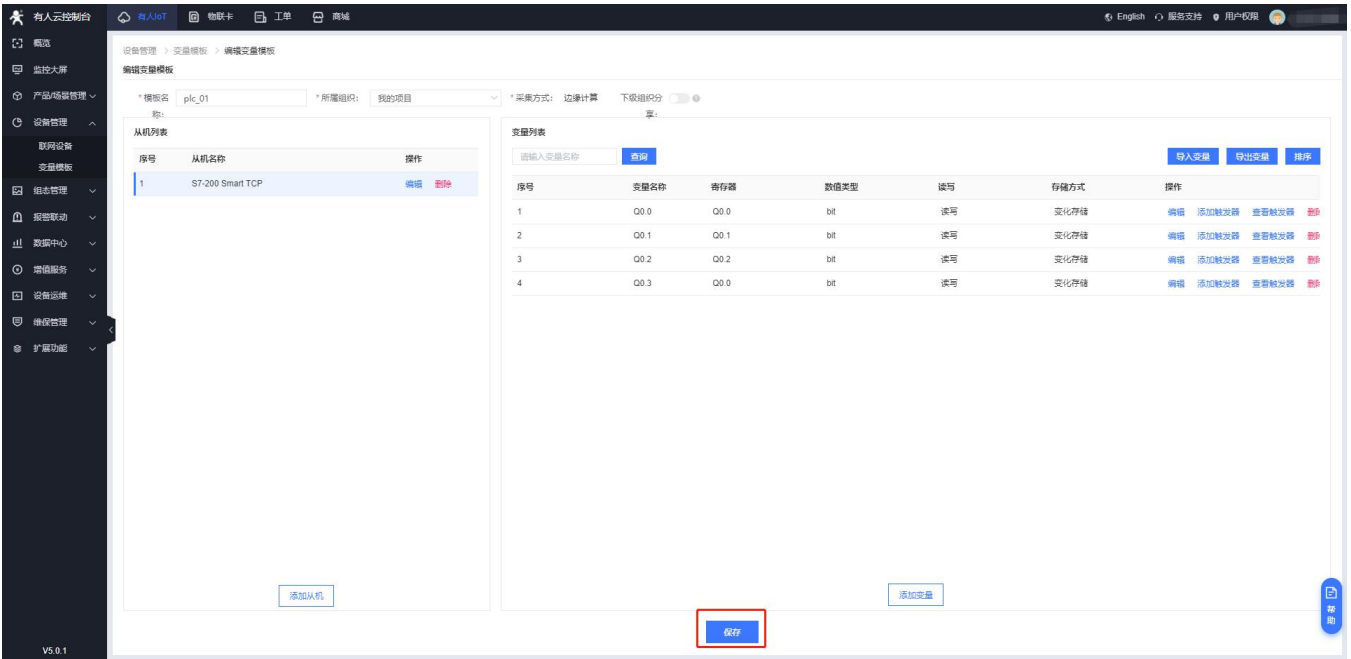 有人云控制台 有人IoT 物联卡 工单 商城 English 服务支持 用户权限
概览
监控大屏
产品/场景管理
设备管理
联网设备
变量模板
组态管理
报警联动
数据中心
增值服务
设备运维
维保管理
扩展功能
V5.0.1
设备管理 > 变量模板 > 编辑变量模板
编辑变量模板
*模板名称: plc_01 *所属组织: 我的项目 *采集方式: 边缘计算 下级组织分享:
从机列表
序号 从机名称 操作
1 S7-200 Smart TCP 编辑 删除
添加从机
变量列表
请输入变量名称 查询 导入变量 导出变量 排序
序号 变量名称 寄存器 数值类型 读写 存储方式 操作
1 Q0.0 Q0.0 bit 读写 变化存储 编辑 添加触发器 查看触发器 删除
2 Q0.1 Q0.1 bit 读写 变化存储 编辑 添加触发器 查看触发器 删除
3 Q0.2 Q0.2 bit 读写 变化存储 编辑 添加触发器 查看触发器 删除
4 Q0.3 Q0.0 bit 读写 变化存储 编辑 添加触发器 查看触发器 删除
添加变量
保存
帮助